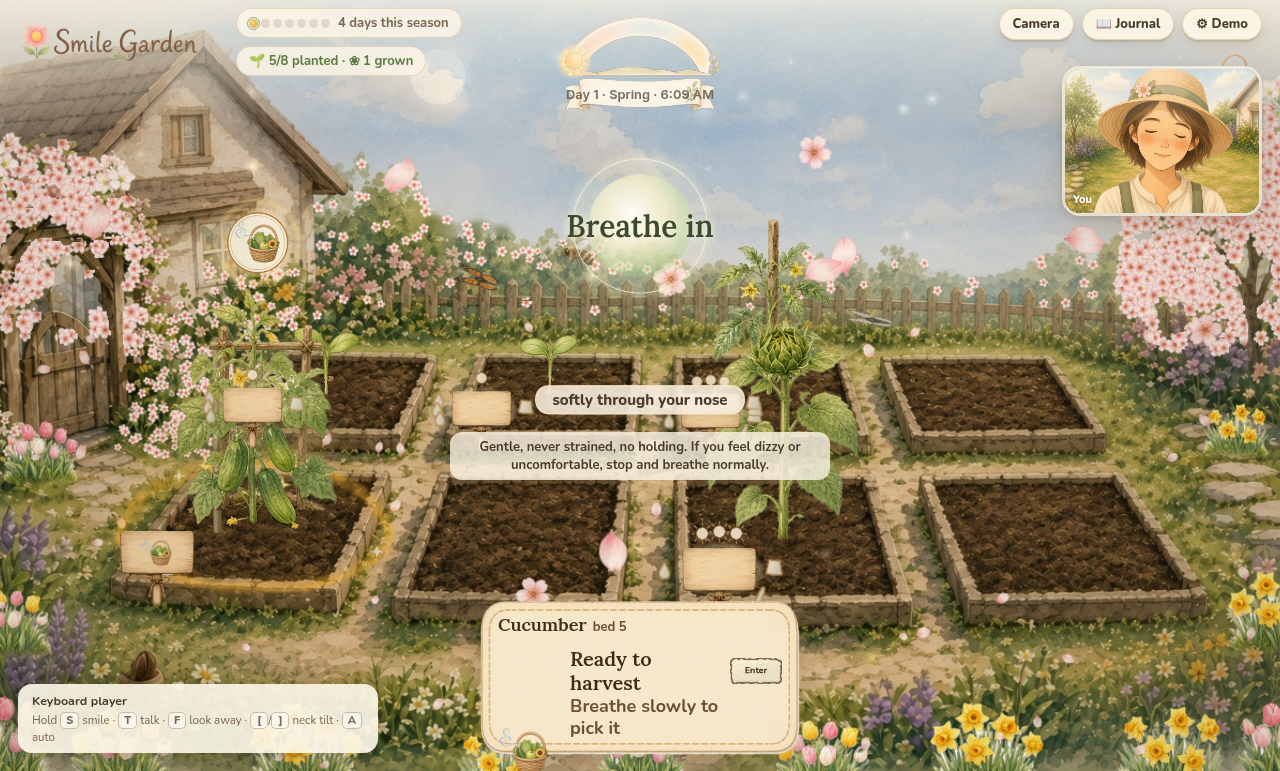 Smile Garden
4 days this season
🌱 5/8 planted · ❀ 1 grown
Day 1 · Spring · 6:09 AM
Camera
📖 Journal
⚙ Demo
You
Breathe in
softly through your nose
Gentle, never strained, no holding. If you feel dizzy or
uncomfortable, stop and breathe normally.
Cucumber bed 5
Ready to
harvest
Enter
Breathe slowly to
pick it
Keyboard player
Hold S smile · T talk · F look away · [ / ] neck tilt · A
auto